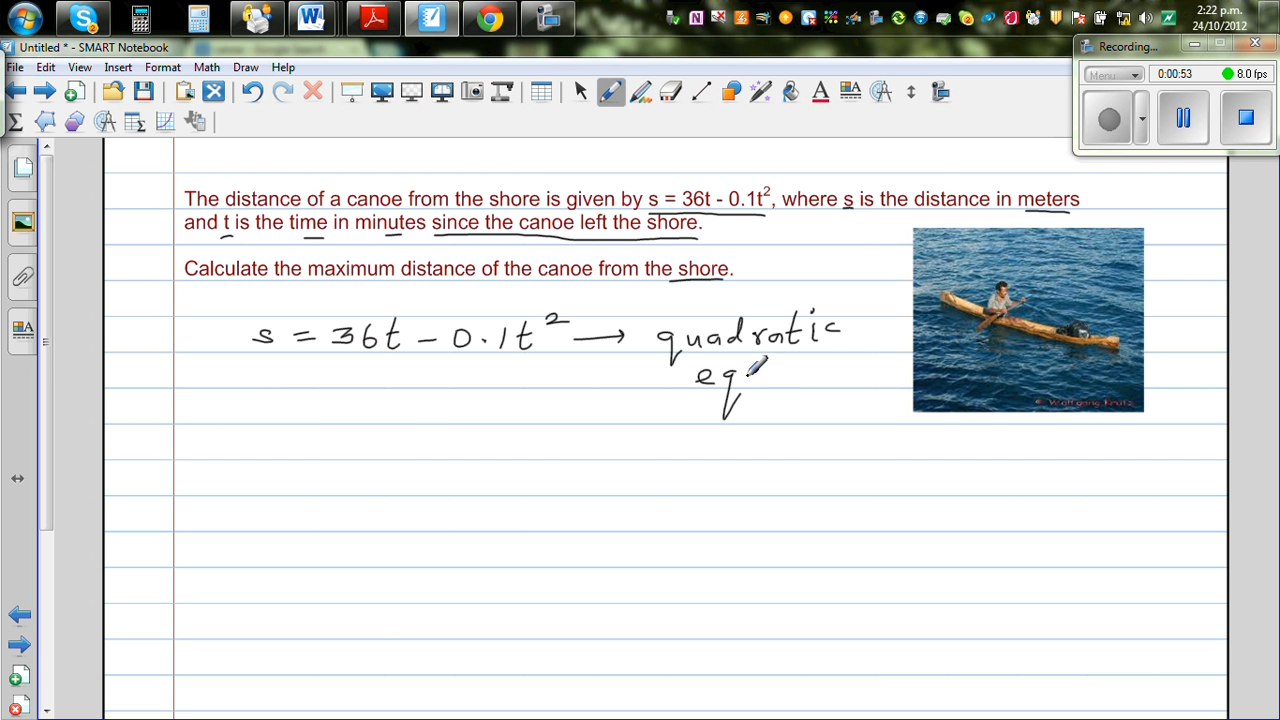 2:22 p.m.
24/10/2012
Untitled * - SMART Notebook
File Edit View Insert Format Math Draw Help
Recording...
Menu
0:00:53
8.0 fps
The distance of a canoe from the shore is given by s = 36t - 0.1t², where s is the distance in meters
and t is the time in minutes since the canoe left the shore.
Calculate the maximum distance of the canoe from the shore.
s = 36t - 0.1t² → quadratic
eq
© Wolfgang Krutz